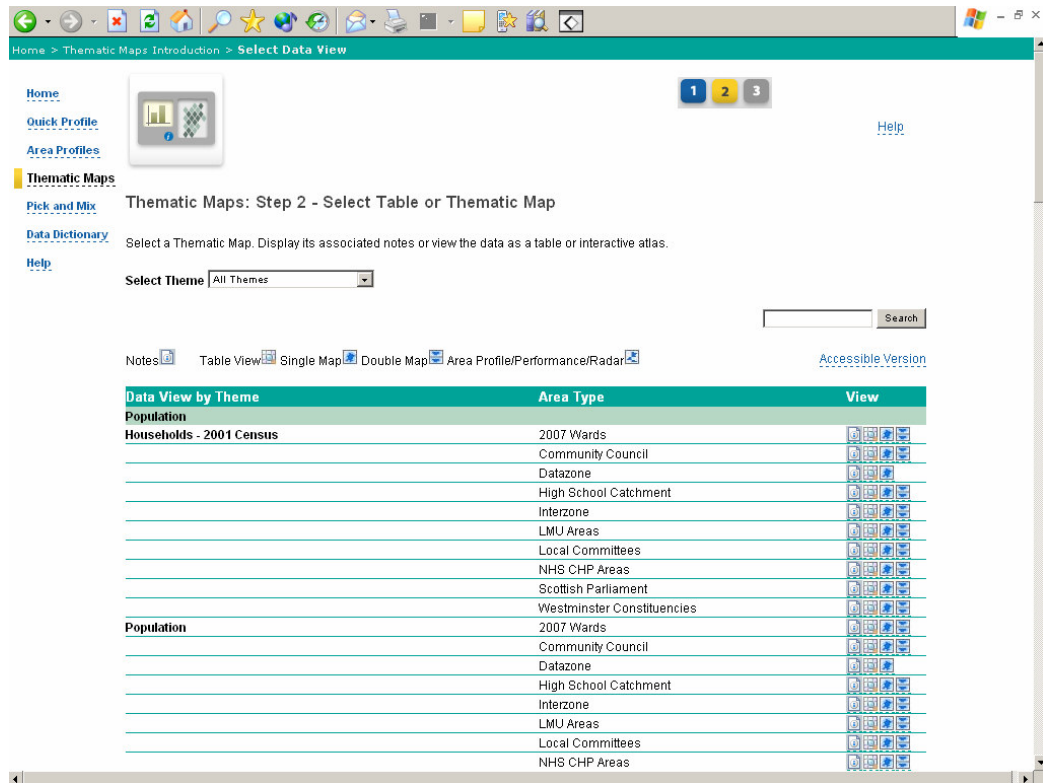 Home > Thematic Maps Introduction > Select Data View
1 2 3
Home
Quick Profile
Area Profiles
Thematic Maps
Pick and Mix
Data Dictionary
Help
Help
Thematic Maps: Step 2 - Select Table or Thematic Map
Select a Thematic Map. Display its associated notes or view the data as a table or interactive atlas.
Select Theme All Themes
Search
Notes Table View Single Map Double Map Area Profile/Performance/Radar Accessible Version
Data View by Theme Area Type View
Population
Households - 2001 Census 2007 Wards
Community Council
Datazone
High School Catchment
Interzone
LMU Areas
Local Committees
NHS CHP Areas
Scottish Parliament
Westminster Constituencies
Population 2007 Wards
Community Council
Datazone
High School Catchment
Interzone
LMU Areas
Local Committees
NHS CHP Areas